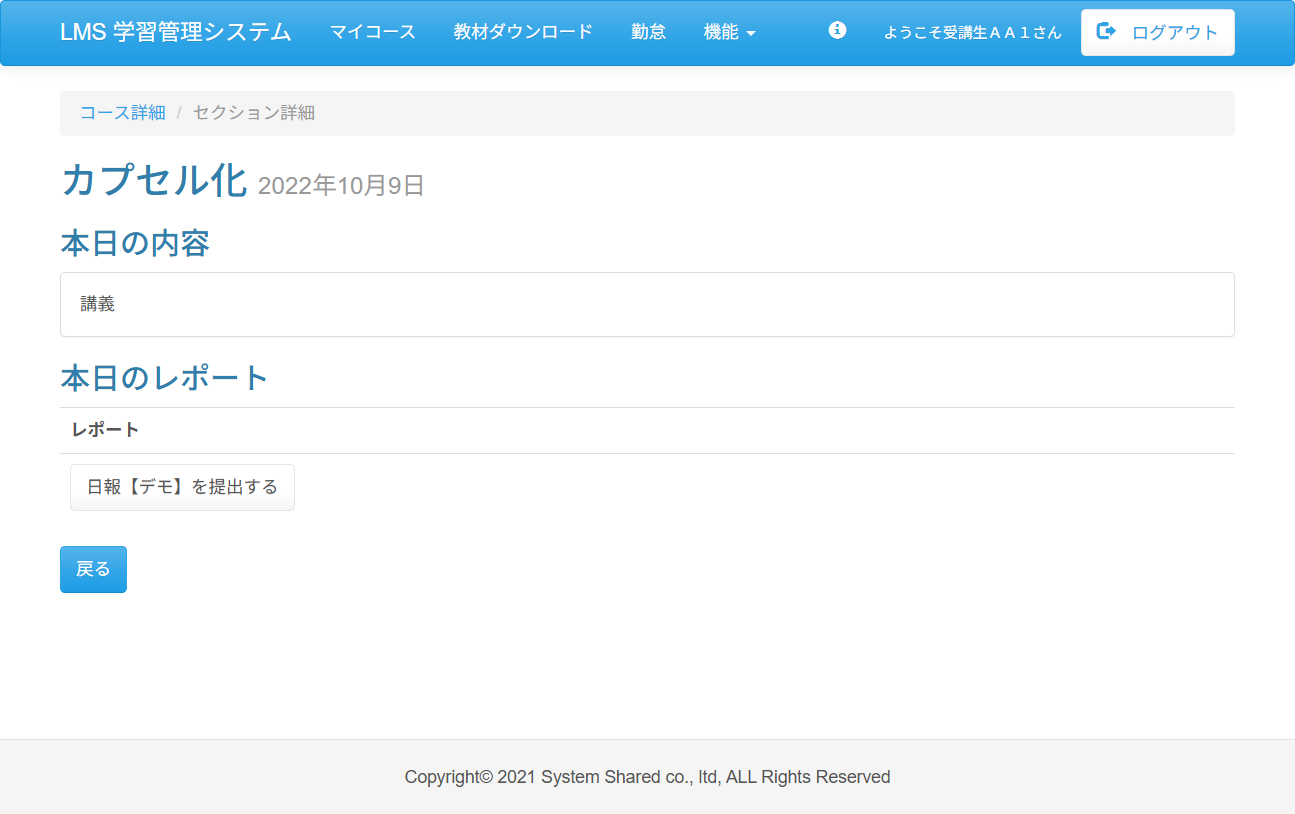 LMS 学習管理システム マイコース 教材ダウンロード 勤怠 機能 ようこそ受講生ＡＡ１さん ログアウト
コース詳細 / セクション詳細
カプセル化 2022年10月9日
本日の内容
講義
本日のレポート
レポート
日報【デモ】を提出する
戻る
Copyright© 2021 System Shared co., ltd, ALL Rights Reserved